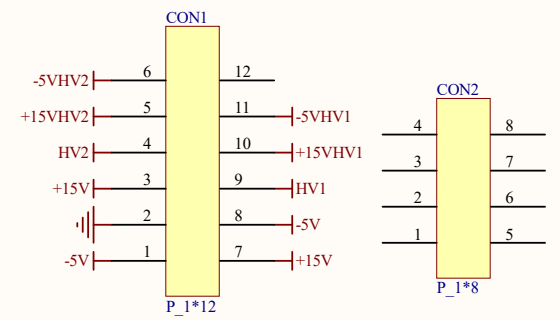 CON1
-5VHV2 6 12
+15VHV2 5 11 -5VHV1
HV2 4 10 +15VHV1
+15V 3 9 HV1
2 8 -5V
-5V 1 7 +15V
P_1*12
CON2
4 8
3 7
2 6
1 5
P_1*8